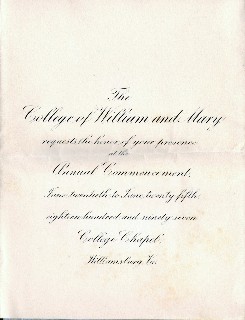 The
College of William and Mary
requests the honor of your presence
at the
Annual Commencement,
June twentieth to June twenty fifth
eighteen hundred and ninety seven
College Chapel
Williamsburg Va.